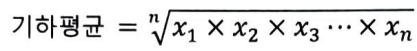 기하평균 = ⁿ√(x₁ × x₂ × x₃ ⋯ × xₙ)